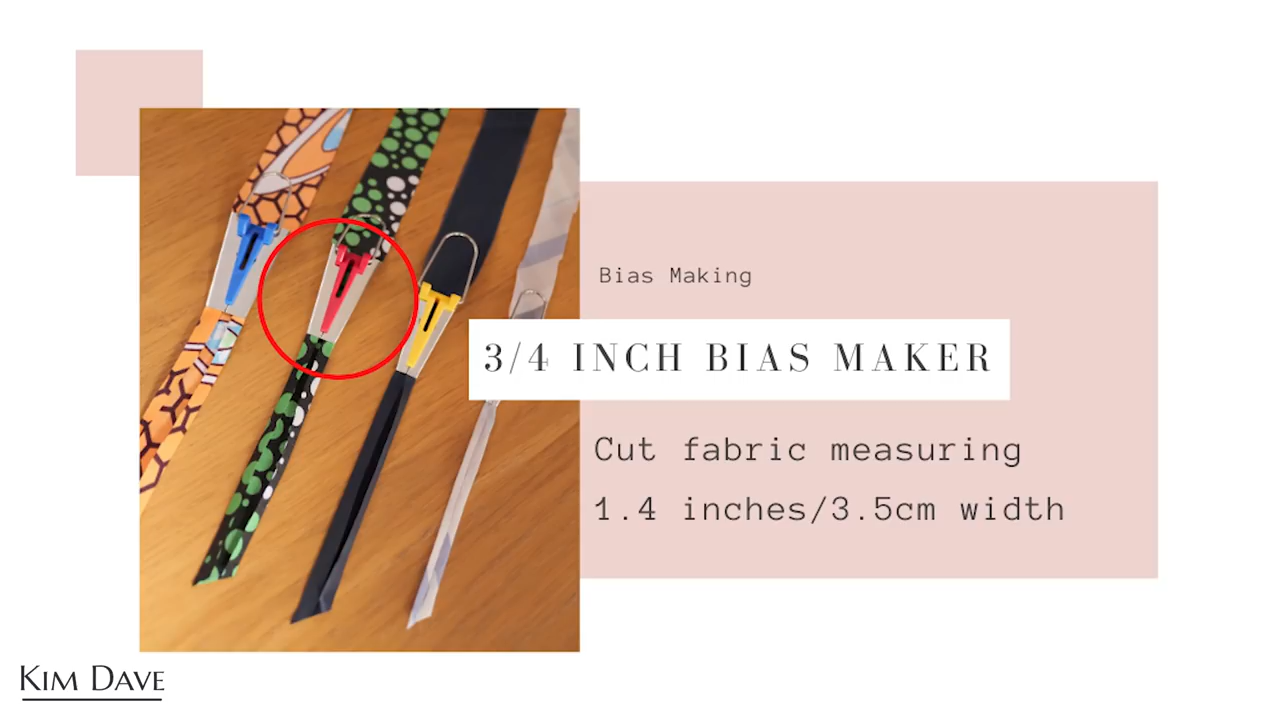 Bias Making
3/4 INCH BIAS MAKER
Cut fabric measuring
1.4 inches/3.5cm width
KIM DAVE